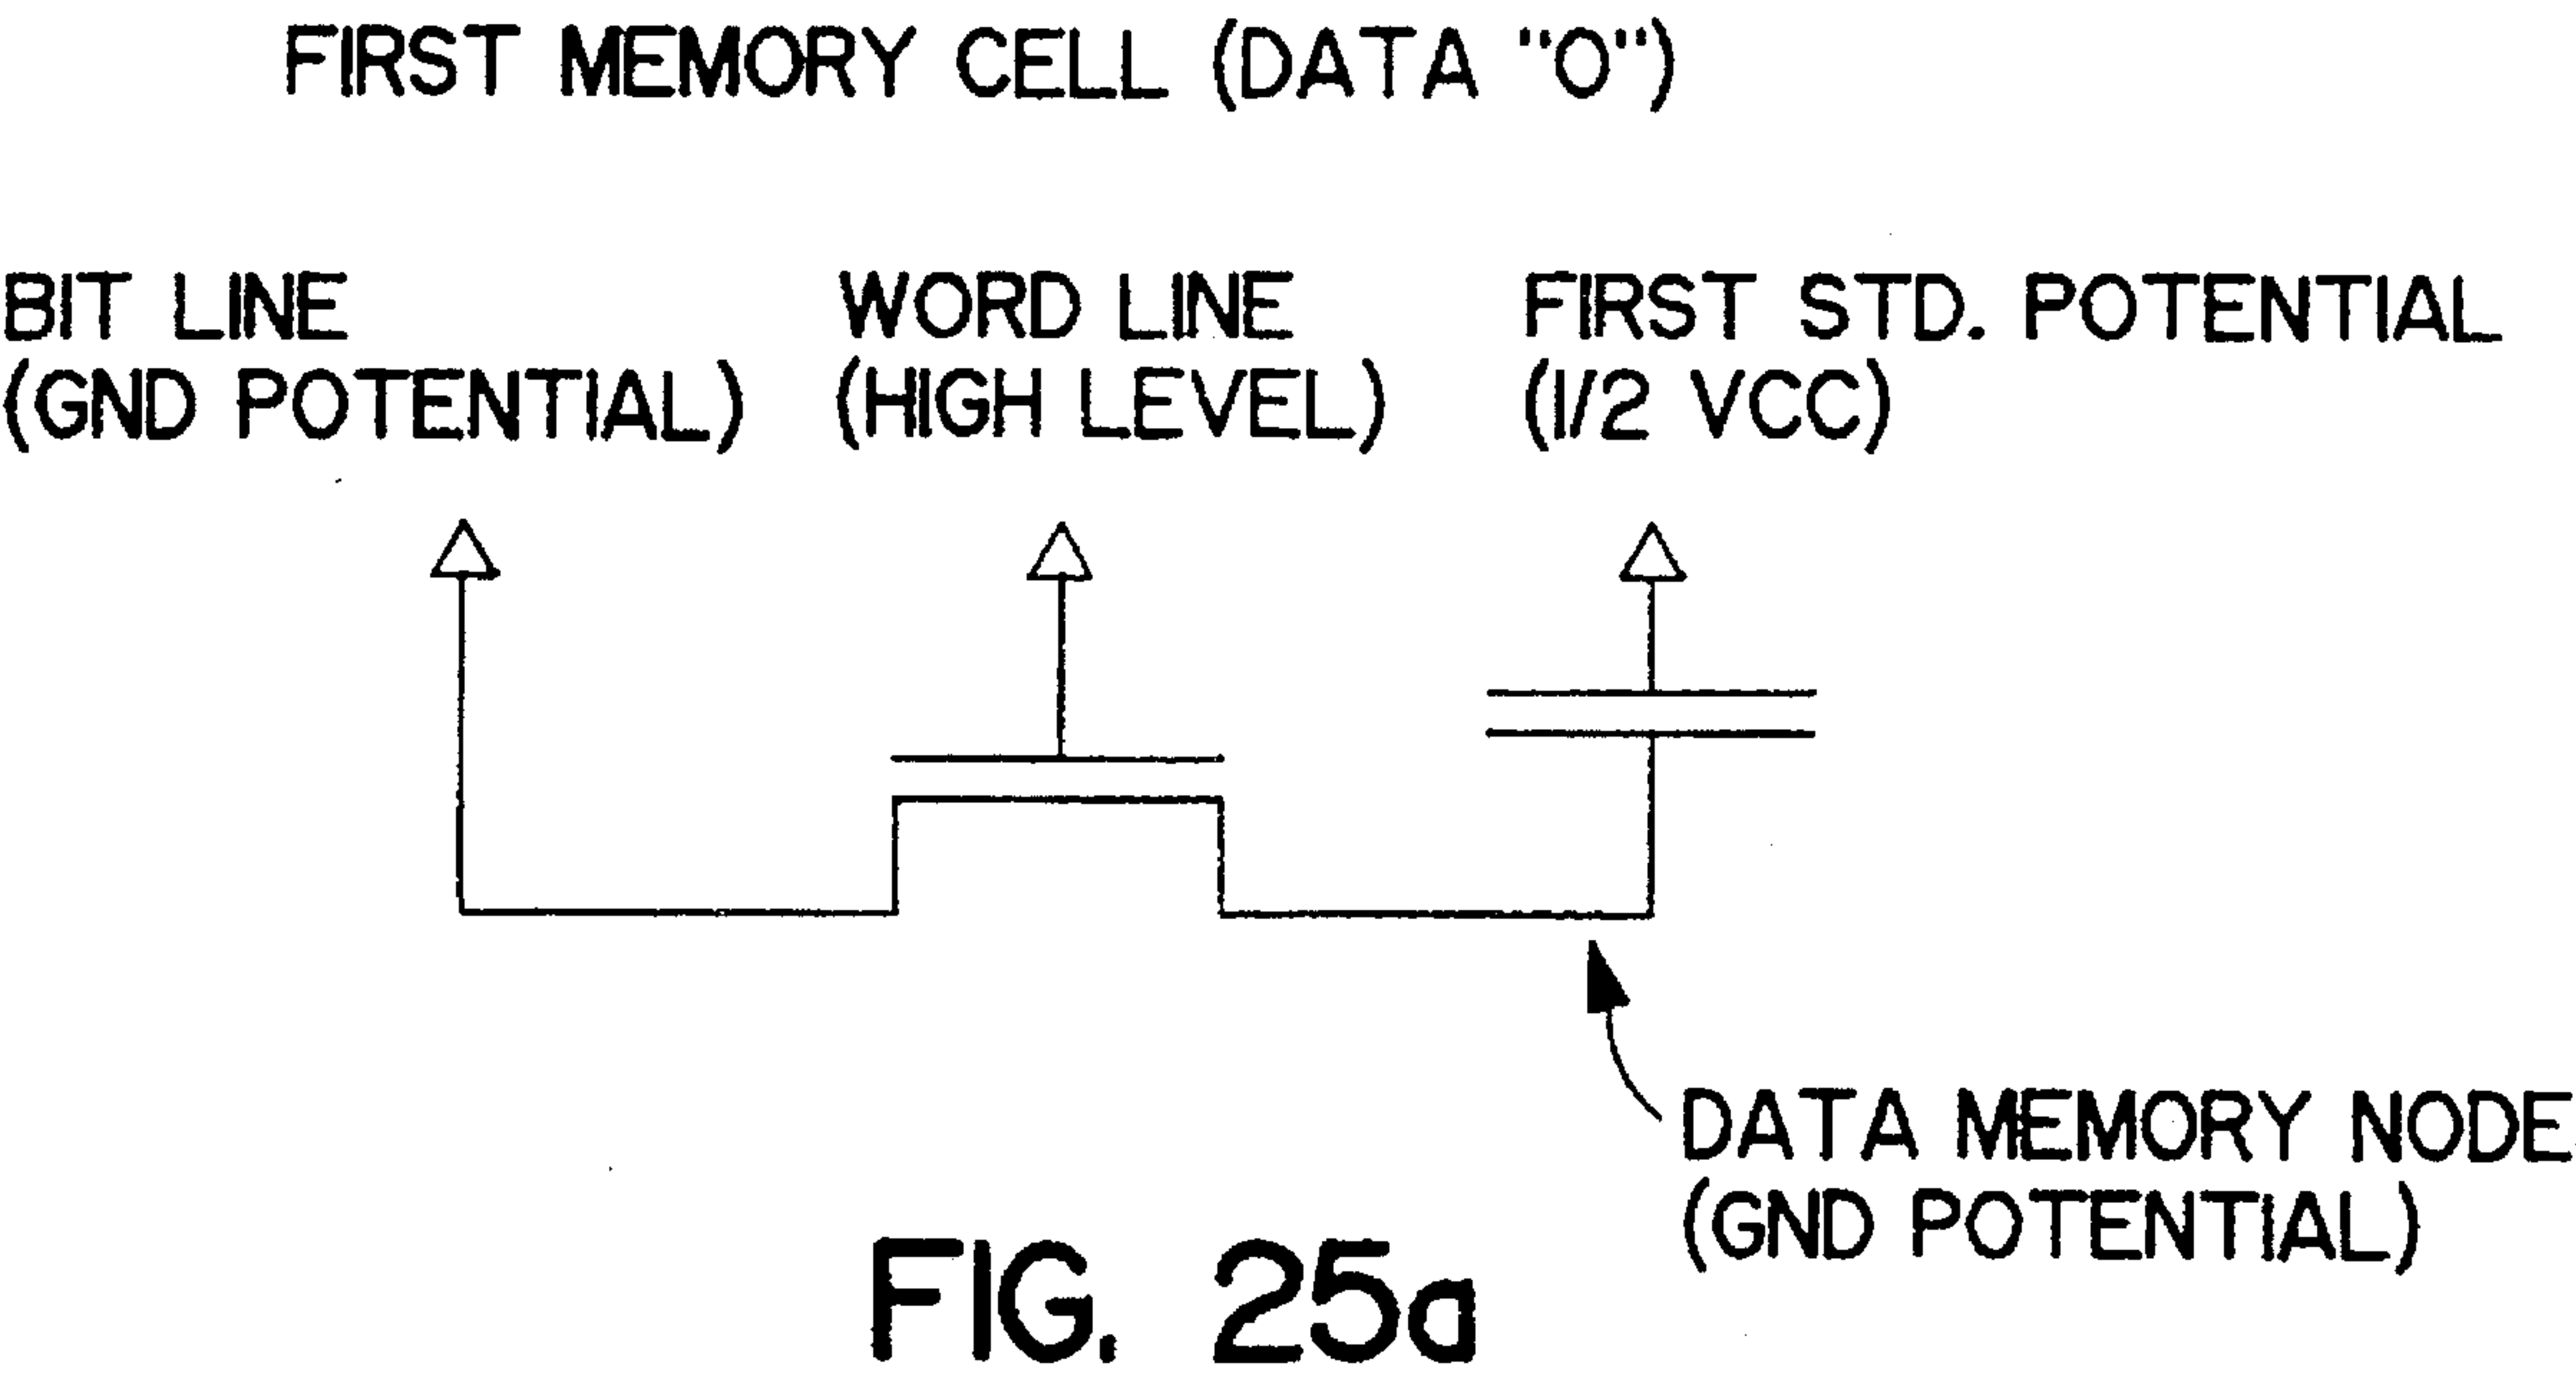 FIRST MEMORY CELL (DATA "O")
BIT LINE
(GND POTENTIAL)
WORD LINE
(HIGH LEVEL)
FIRST STD. POTENTIAL
(1/2 VCC)
DATA MEMORY NODE
(GND POTENTIAL)
FIG. 25a